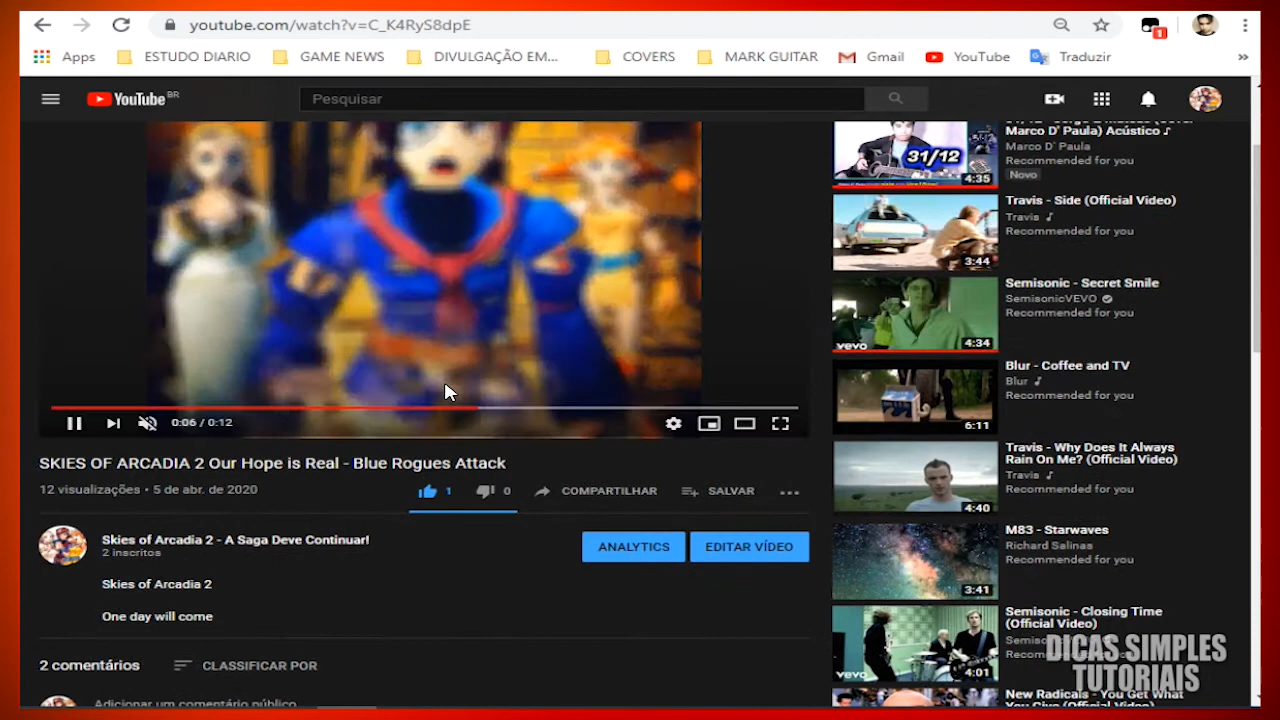 youtube.com/watch?v=C_K4RyS8dpE
1
Apps ESTUDO DIARIO GAME NEWS DIVULGAÇÃO EM... COVERS MARK GUITAR Gmail YouTube Traduzir »
YouTube BR
Pesquisar
0:06 / 0:12
SKIES OF ARCADIA 2 Our Hope is Real - Blue Rogues Attack
12 visualizações • 5 de abr. de 2020
1 0 COMPARTILHAR SALVAR ...
Skies of Arcadia 2 - A Saga Deve Continuar!
2 inscritos
ANALYTICS EDITAR VÍDEO
Skies of Arcadia 2
One day will come
2 comentários CLASSIFICAR POR
Adicionar um comentário público...
31/12
4:35
Marco D' Paula) Acústico ♪
Marco D' Paula
Recommended for you
Novo
3:44
Travis - Side (Official Video)
Travis ♪
Recommended for you
vevo
4:34
Semisonic - Secret Smile
SemisonicVEVO
Recommended for you
6:11
Blur - Coffee and TV
Blur ♪
Recommended for you
4:40
Travis - Why Does It Always
Rain On Me? (Official Video)
Travis ♪
Recommended for you
3:41
M83 - Starwaves
Richard Salinas
Recommended for you
vevo
4:01
Semisonic - Closing Time
(Official Video)
New Radicals - You Get What
You Give (Official Video)
DICAS SIMPLES
TUTORIAIS